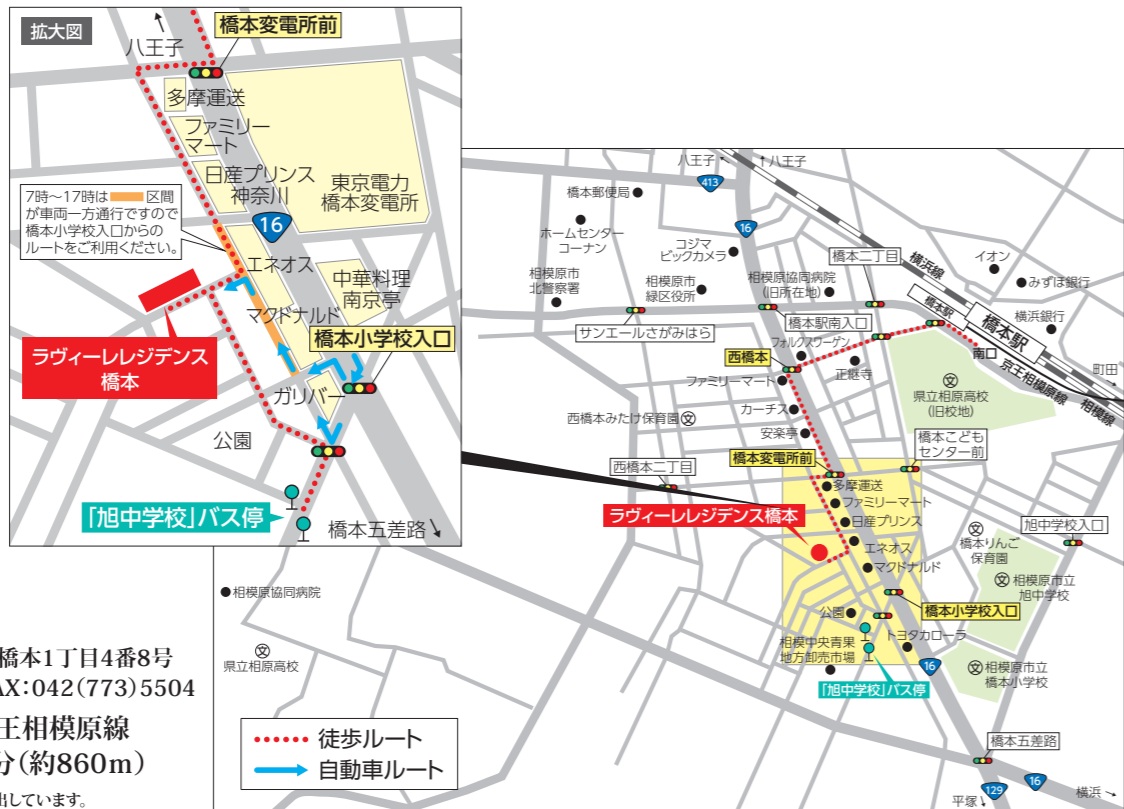 拡大図
八王子
橋本変電所前
多摩運送
ファミリー
マート
日産プリンス
神奈川
東京電力
橋本変電所
7時～17時は 区間
が車両一方通行ですので
橋本小学校入口からの
ルートをご利用ください。
16
エネオス
中華料理
南京亭
マクドナルド
橋本小学校入口
ラヴィーレレジデンス
橋本
ガリバー
公園
「旭中学校」バス停
橋本五差路
八王子
八王子
413
16
橋本郵便局
ホームセンター
コーナン
コジマ
ビックカメラ
橋本二丁目
横浜線
イオン
みずほ銀行
相模原市
北警察署
相模原市
緑区役所
相模原協同病院
(旧所在地)
橋本駅
橋本駅
横浜銀行
サンエールさがみはら
橋本駅南入口
南口
フォルクスワーゲン
西橋本
正継寺
京王相模原線
相模線
町田
ファミリーマート
県立相原高校
(旧校地)
カーチス
西橋本みたけ保育園
文
文
安楽亭
橋本こども
センター前
橋本変電所前
西橋本二丁目
多摩運送
ファミリーマート
ラヴィーレレジデンス橋本
日産プリンス
文
旭中学校入口
橋本りんご
保育園
エネオス
マクドナルド
文
相模原市立
旭中学校
相模原協同病院
公園
橋本小学校入口
相模中央青果
地方卸売市場
トヨタカローラ
16
文
県立相原高校
文
相模原市立
橋本小学校
「旭中学校」バス停
橋本1丁目4番8号
AX:042(773)5504
王相模原線
分(約860m)
出しています。
徒歩ルート
自動車ルート
橋本五差路
129
16
平塚
横浜